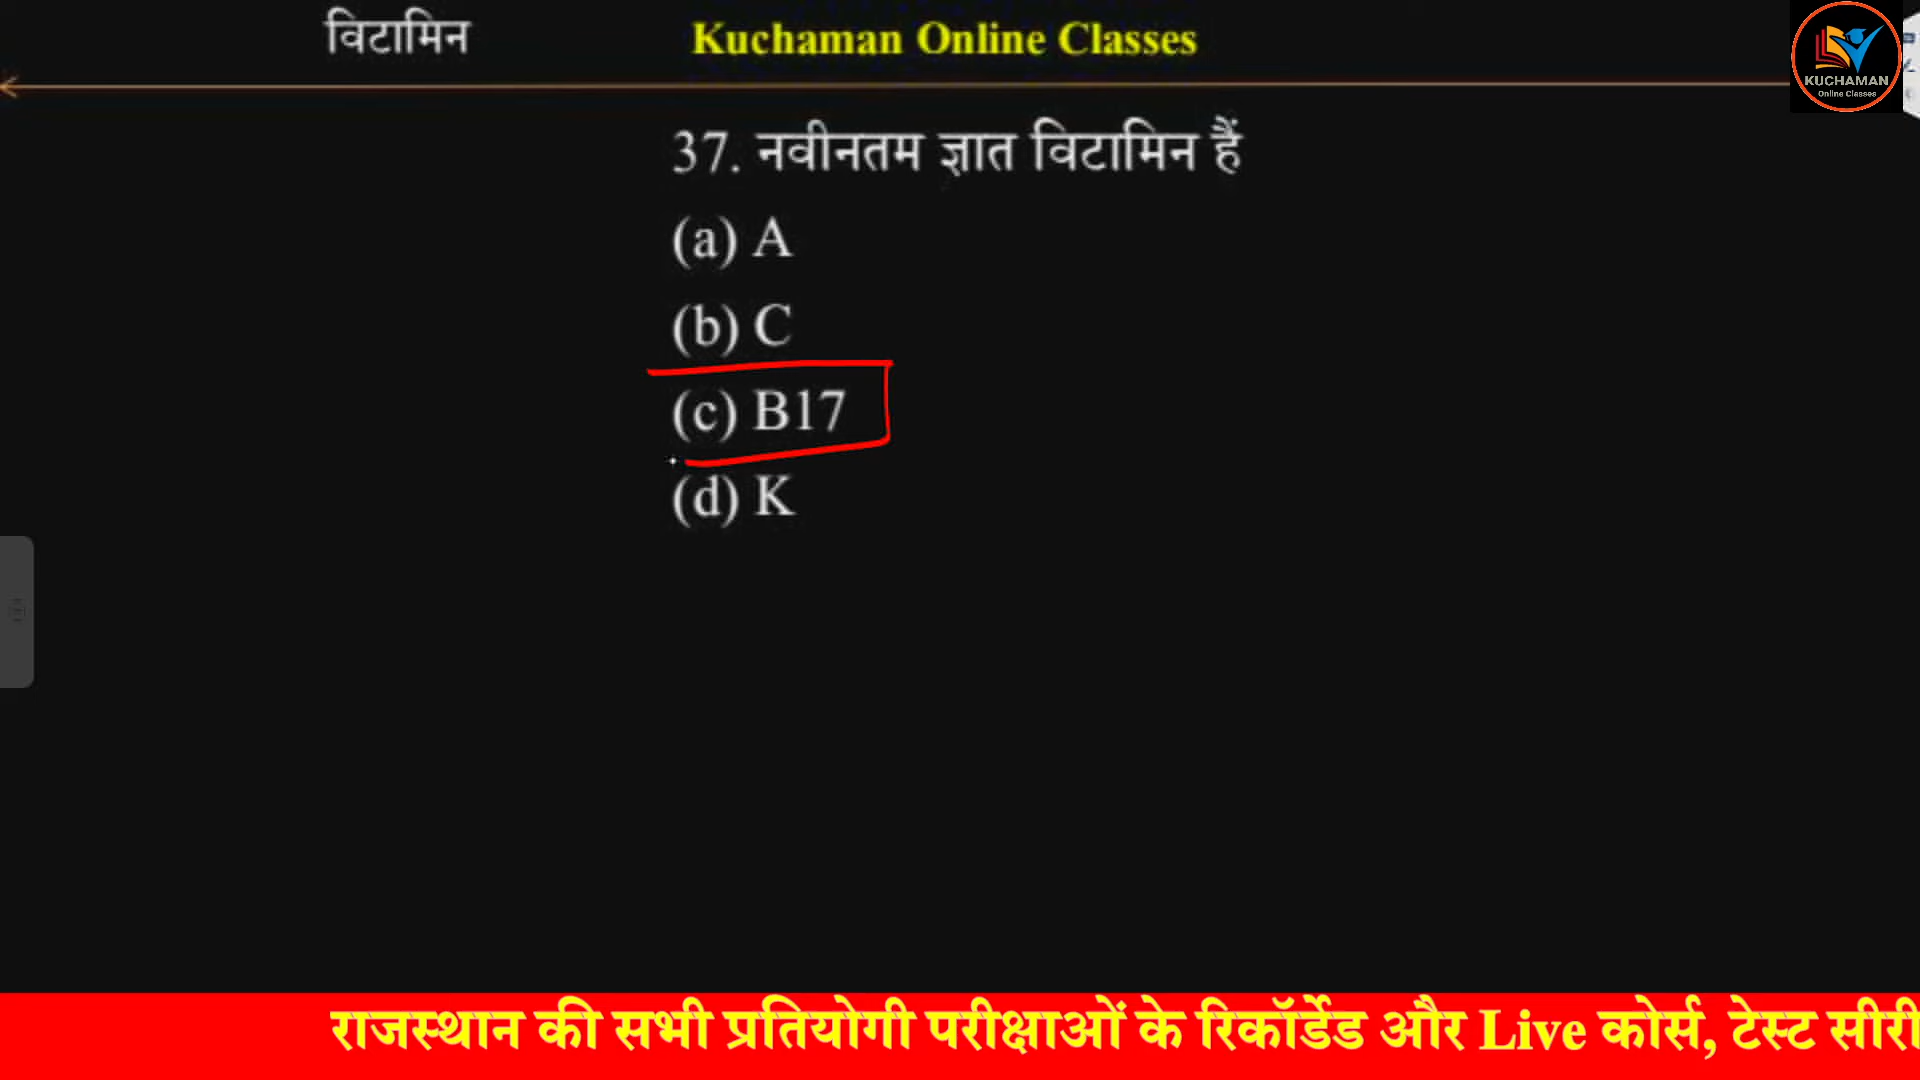 विटामिन
Kuchaman Online Classes
KUCHAMAN
Online Classes
37. नवीनतम ज्ञात विटामिन हैं
(a) A
(b) C
(c) B17
(d) K
राजस्थान की सभी प्रतियोगी परीक्षाओं के रिकॉर्डेड और Live कोर्स, टेस्ट सीरी